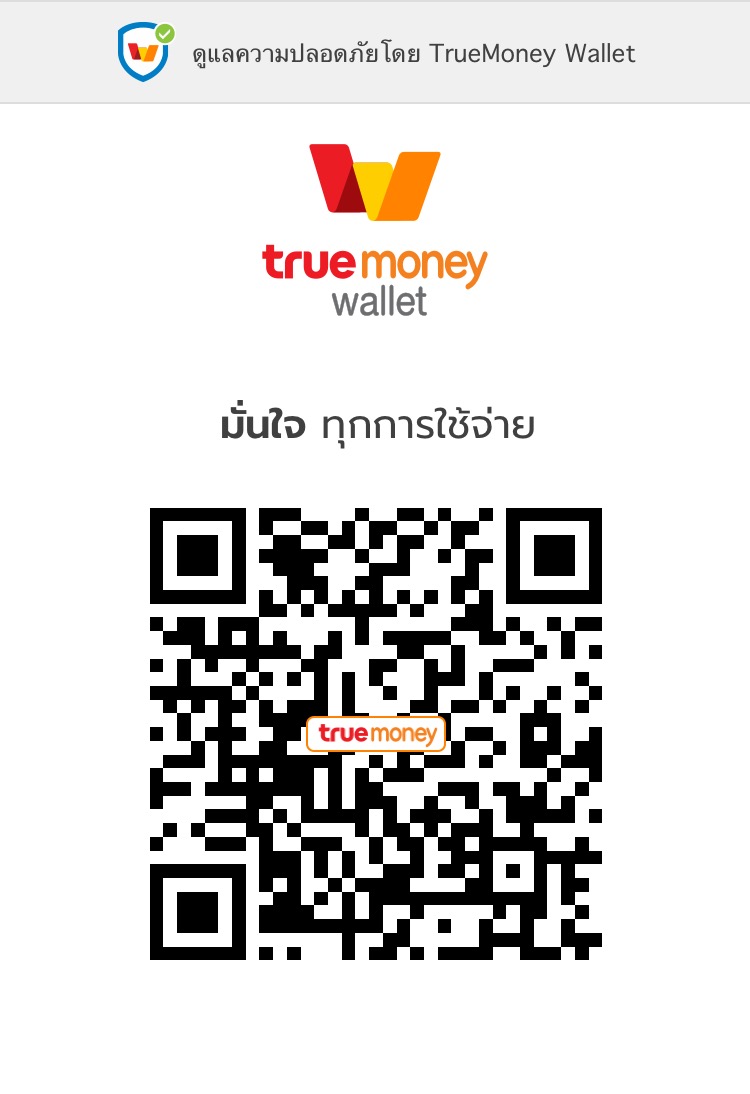 ดูแลความปลอดภัยโดย TrueMoney Wallet
truemoney
wallet
มั่นใจ ทุกการใช้จ่าย
truemoney